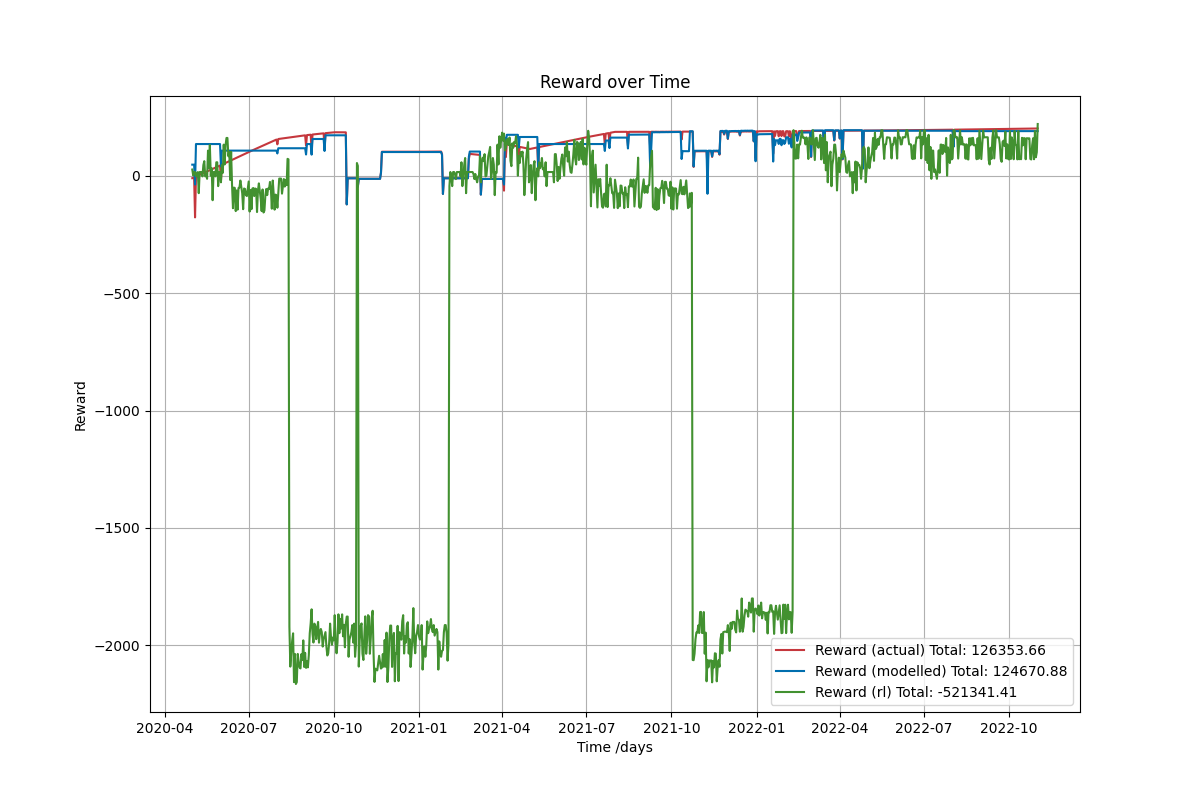 Reward over Time
Reward
0
−500
−1000
−1500
−2000
Reward (actual) Total: 126353.66
Reward (modelled) Total: 124670.88
Reward (rl) Total: -521341.41
2020-04 2020-07 2020-10 2021-01 2021-04 2021-07 2021-10 2022-01 2022-04 2022-07 2022-10
Time /days